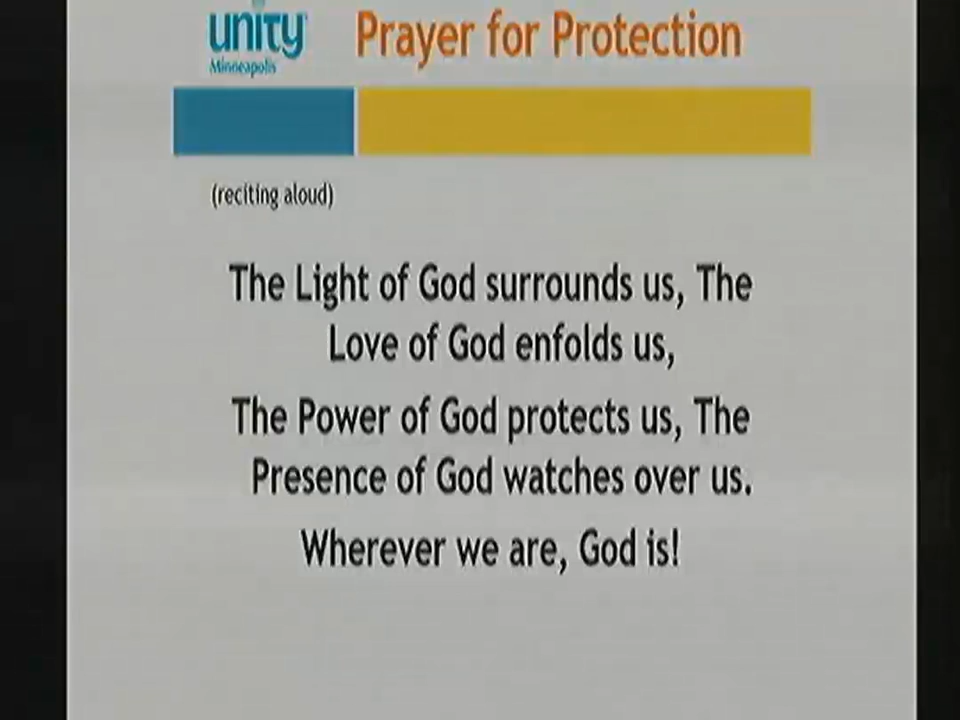 unity
Minneapolis
Prayer for Protection
(reciting aloud)
The Light of God surrounds us, The
Love of God enfolds us,
The Power of God protects us, The
Presence of God watches over us.
Wherever we are, God is!